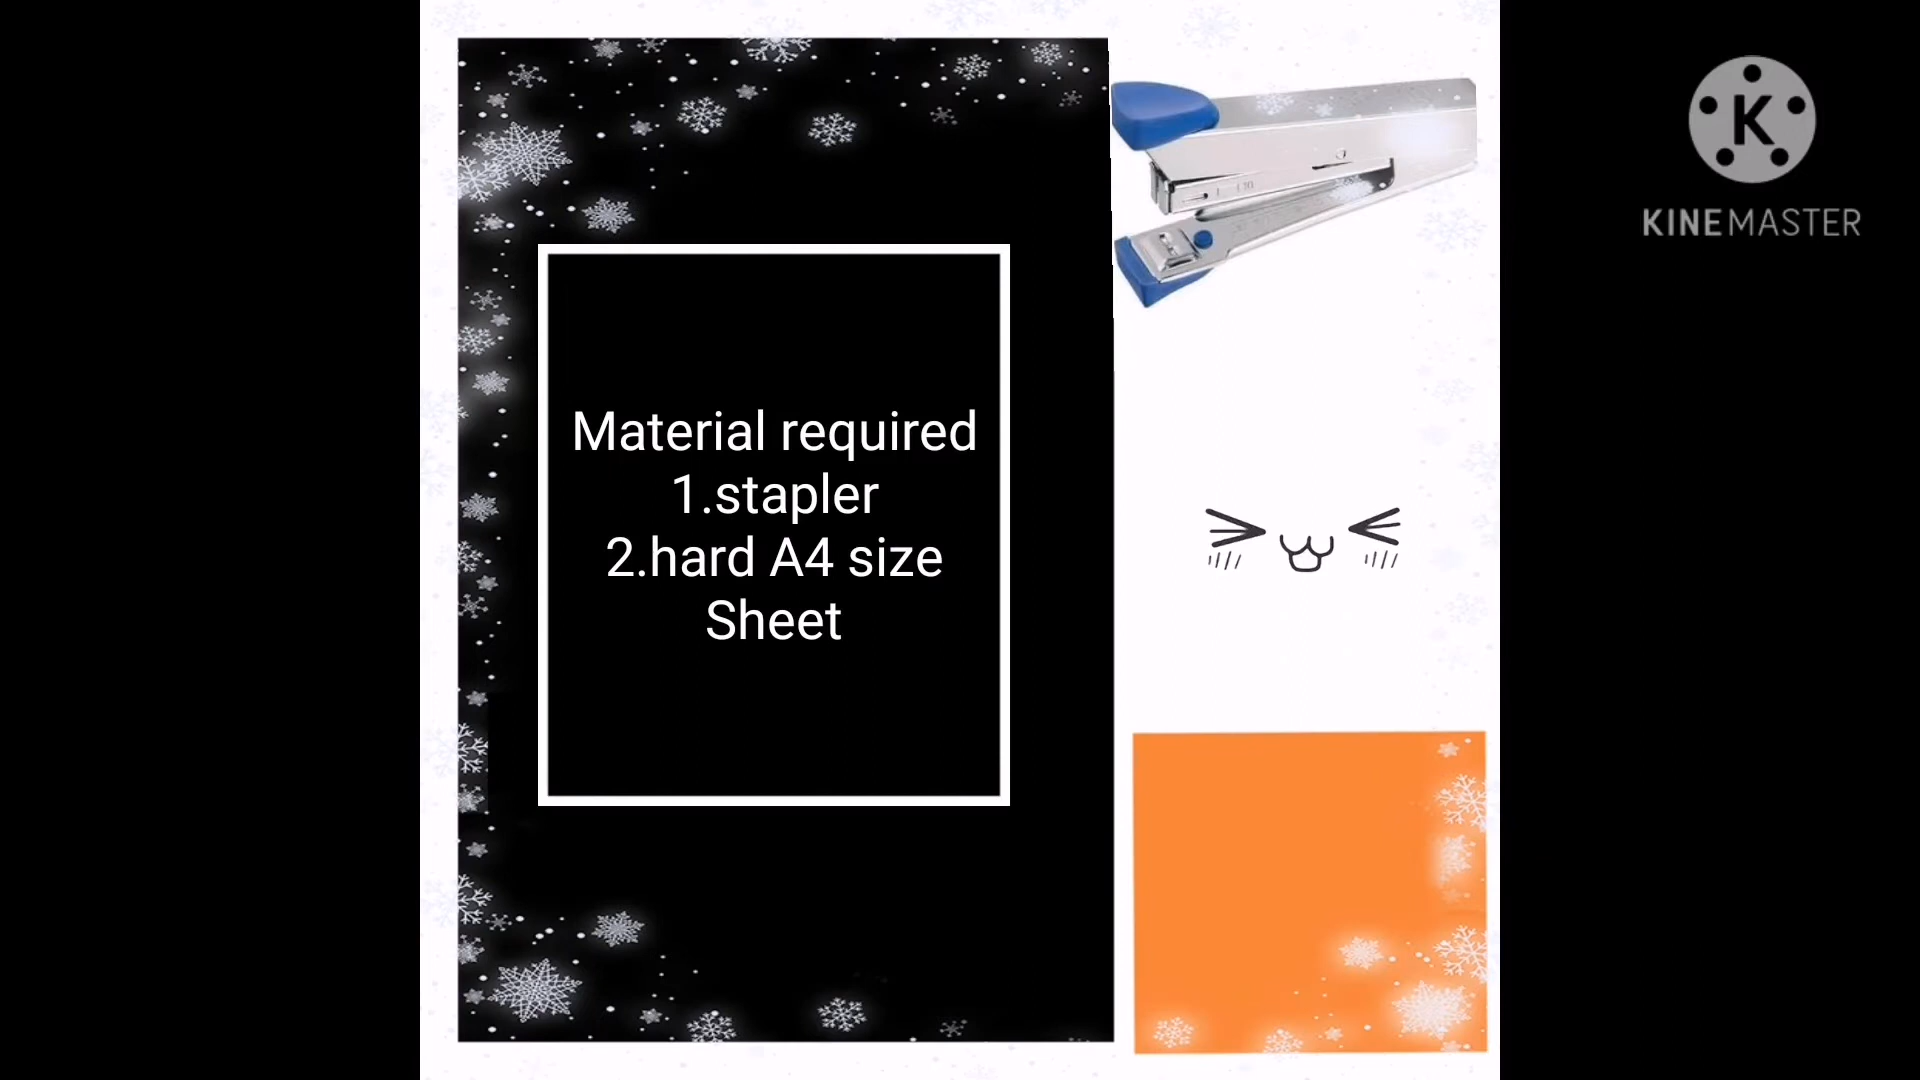 Material required
1.stapler
2.hard A4 size
Sheet
K
KINEMASTER